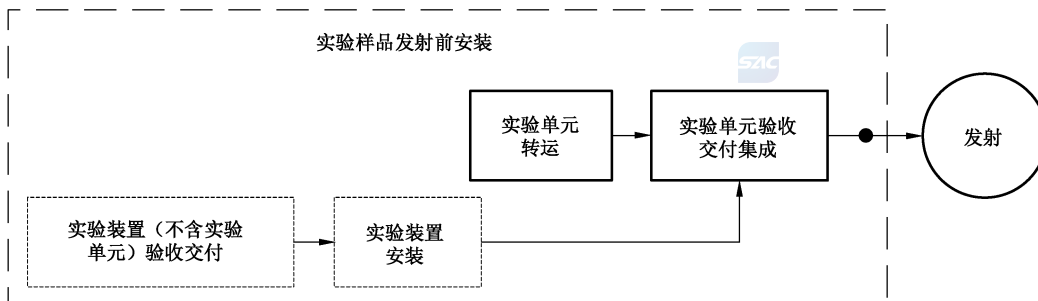 实验样品发射前安装
SAC
实验单元
转运
实验单元验收
交付集成
发射
实验装置（不含实验
单元）验收交付
实验装置
安装